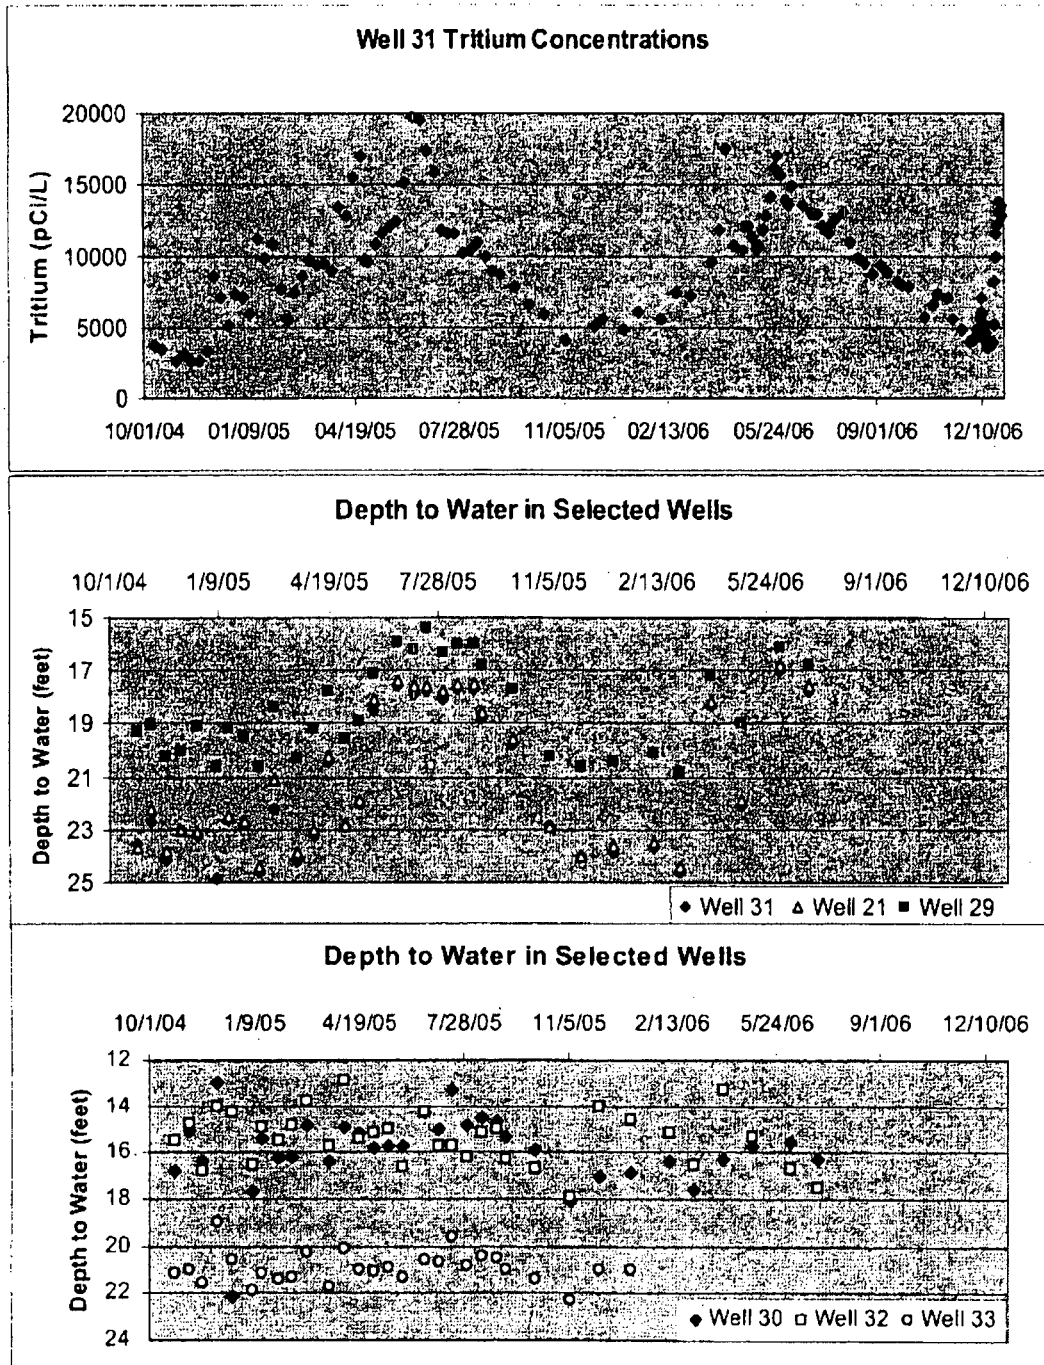 Well 31 Tritium Concentrations
Tritium (pCi/L)
20000
15000
10000
5000
0
10/01/04 01/09/05 04/19/05 07/28/05 11/05/05 02/13/06 05/24/06 09/01/06 12/10/06
Depth to Water in Selected Wells
10/1/04 1/9/05 4/19/05 7/28/05 11/5/05 2/13/06 5/24/06 9/1/06 12/10/06
Depth to Water (feet)
15
17
19
21
23
25
Well 31 Well 21 Well 29
Depth to Water in Selected Wells
10/1/04 1/9/05 4/19/05 7/28/05 11/5/05 2/13/06 5/24/06 9/1/06 12/10/06
Depth to Water (feet)
12
14
16
18
20
22
24
Well 30 Well 32 Well 33